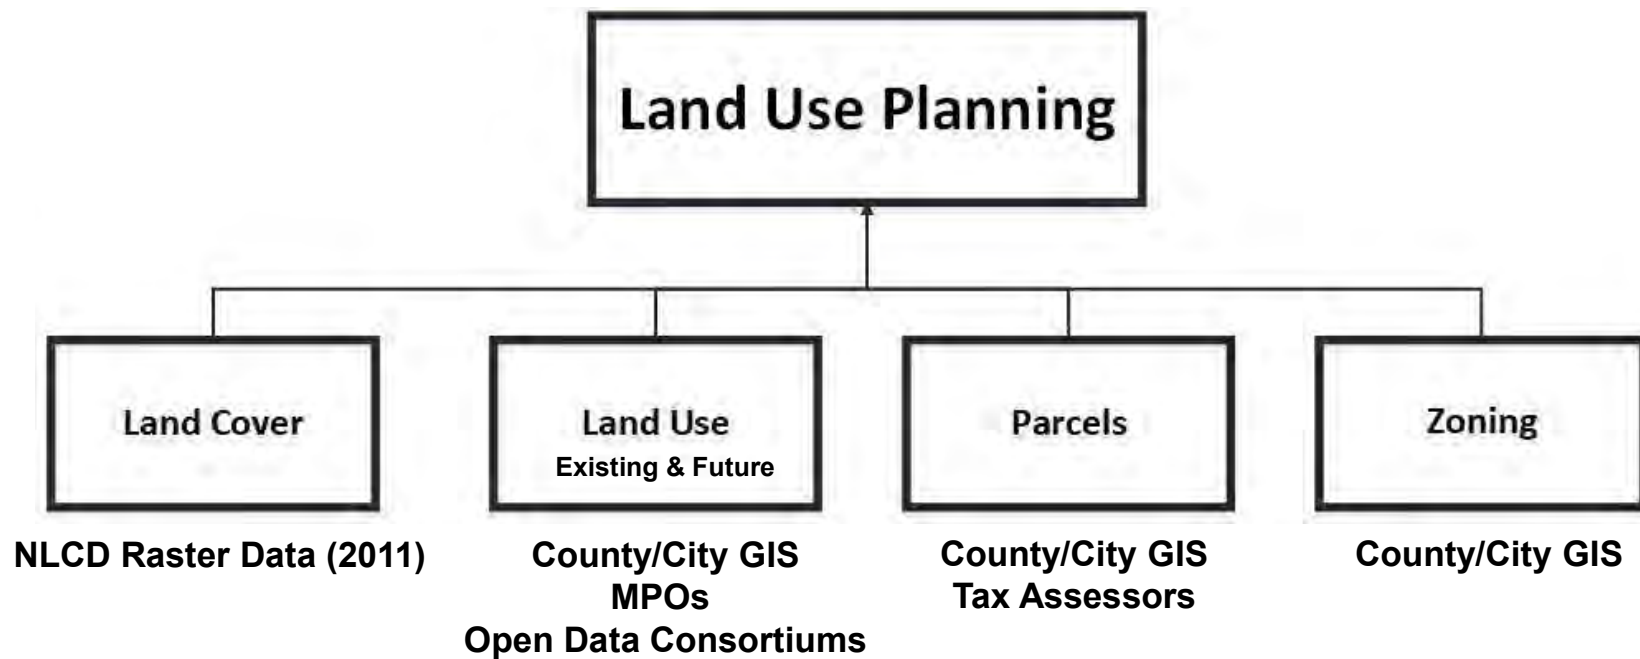 Land Use Planning
Land Cover
Land Use
Existing & Future
Parcels
Zoning
NLCD Raster Data (2011)
County/City GIS
MPOs
Open Data Consortiums
County/City GIS
Tax Assessors
County/City GIS